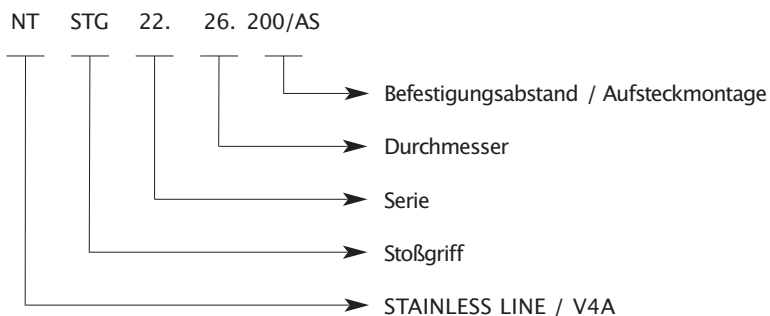 NT STG 22. 26. 200/AS
Befestigungsabstand / Aufsteckmontage
Durchmesser
Serie
Stoßgriff
STAINLESS LINE / V4A